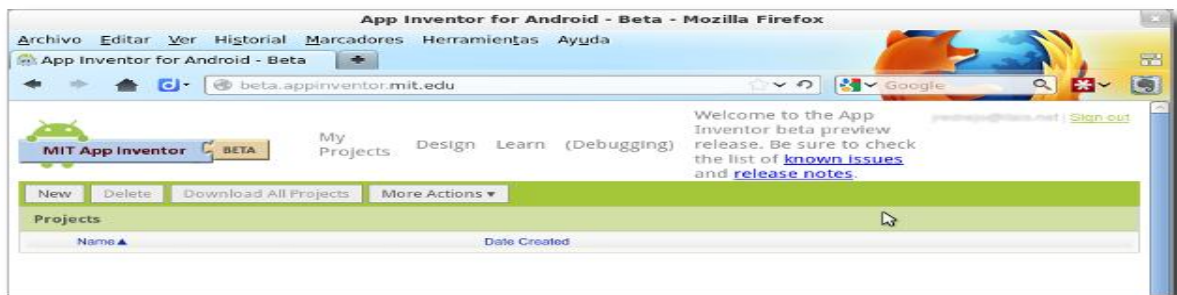 App Inventor for Android - Beta - Mozilla Firefox
Archivo Editar Ver Historial Marcadores Herramientas Ayuda
App Inventor for Android - Beta
beta.appinventor.mit.edu
Google
MIT App Inventor BETA
My Projects Design Learn (Debugging)
Welcome to the App
Inventor beta preview
release. Be sure to check
the list of known issues
and release notes.
Sign out
New Delete Download All Projects More Actions ▾
Projects
Name ▲ Date Created